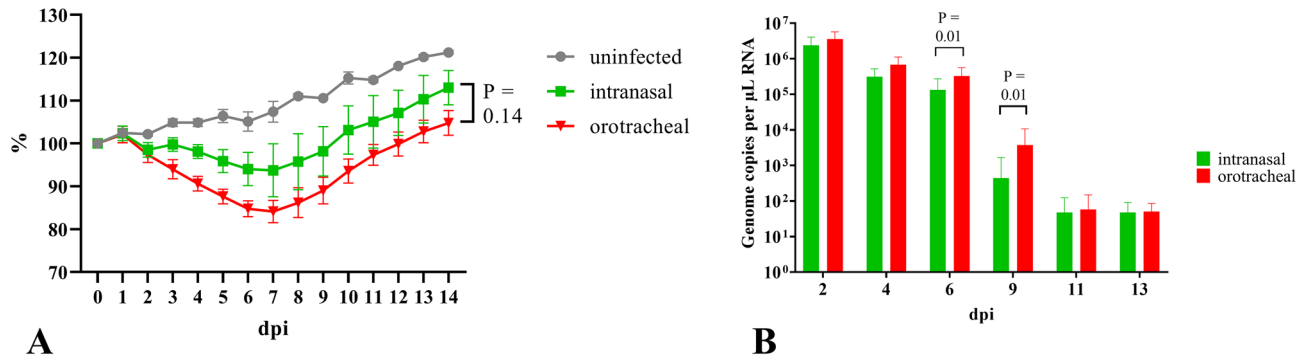 130
120
110
100
90
80
70
%
0 1 2 3 4 5 6 7 8 9 10 11 12 13 14
dpi
uninfected
intranasal
orotracheal
P =
0.14
A
Genome copies per µL RNA
10⁷
10⁶
10⁵
10⁴
10³
10²
10¹
10⁰
P =
0.01
P =
0.01
2 4 6 9 11 13
dpi
intranasal
orotracheal
B